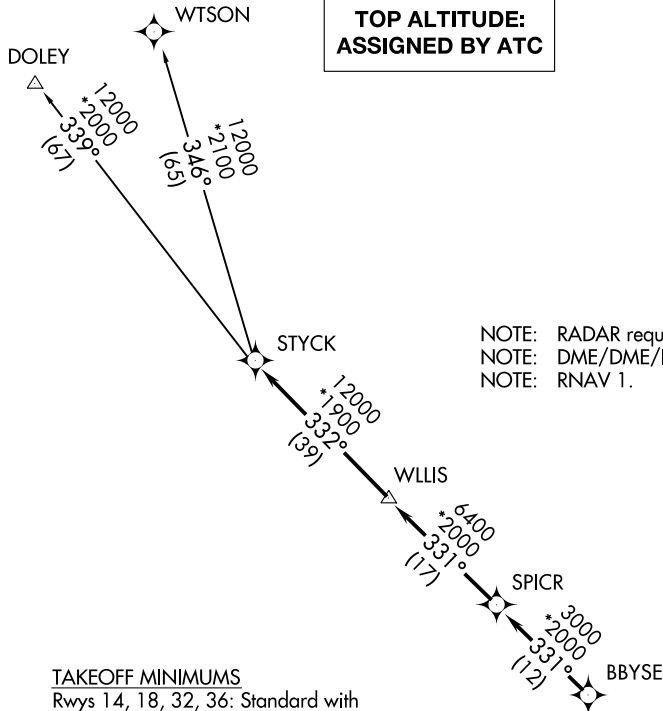 TOP ALTITUDE:
ASSIGNED BY ATC
WTSON
DOLEY
12000
*2000
339°
(67)
12000
*2100
346°
(65)
STYCK
NOTE: RADAR requ
NOTE: DME/DME/
NOTE: RNAV 1.
12000
*1900
332°
(39)
WLLIS
6400
*2000
331°
(17)
SPICR
3000
*2000
331°
(12)
BBYSE
TAKEOFF MINIMUMS
Rwys 14, 18, 32, 36: Standard with